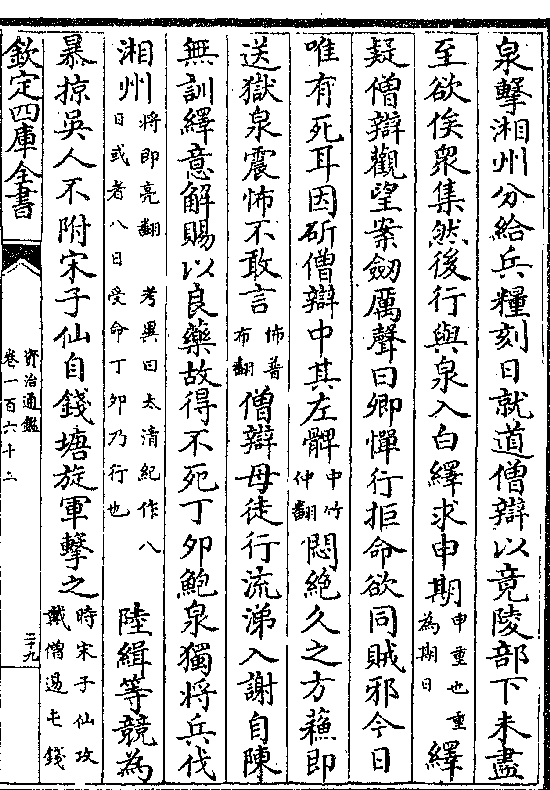 泉擊湘州分給兵糧刻日就道僧辯以竟陵部下未盡
至欲俟衆集然後行與泉入白繹求申期申重也重為期日繹
疑僧辯觀望案劒厲聲曰卿憚行拒命欲同賊邪今日
唯有死耳因斫僧辯中其左髀中竹仲翻悶絶久之方蘇即
送獄泉震怖不敢言怖普布翻僧辯母徒行流涕入謝自陳
無訓繹意解賜以良藥故得不死丁夘鮑泉獨將兵伐
湘州將即亮翻考異曰太清紀作八日或者八日受命丁夘乃行也陸緝等競為
暴掠吳人不附宋子仙自錢塘旋軍擊之時宋子仙攻戴僧逷屯錢
欽定四庫全書
資治通鑑
卷一百六十二
三十九